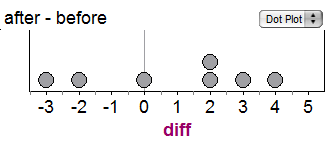 after - before Dot Plot
-3 -2 -1 0 1 2 3 4 5
diff